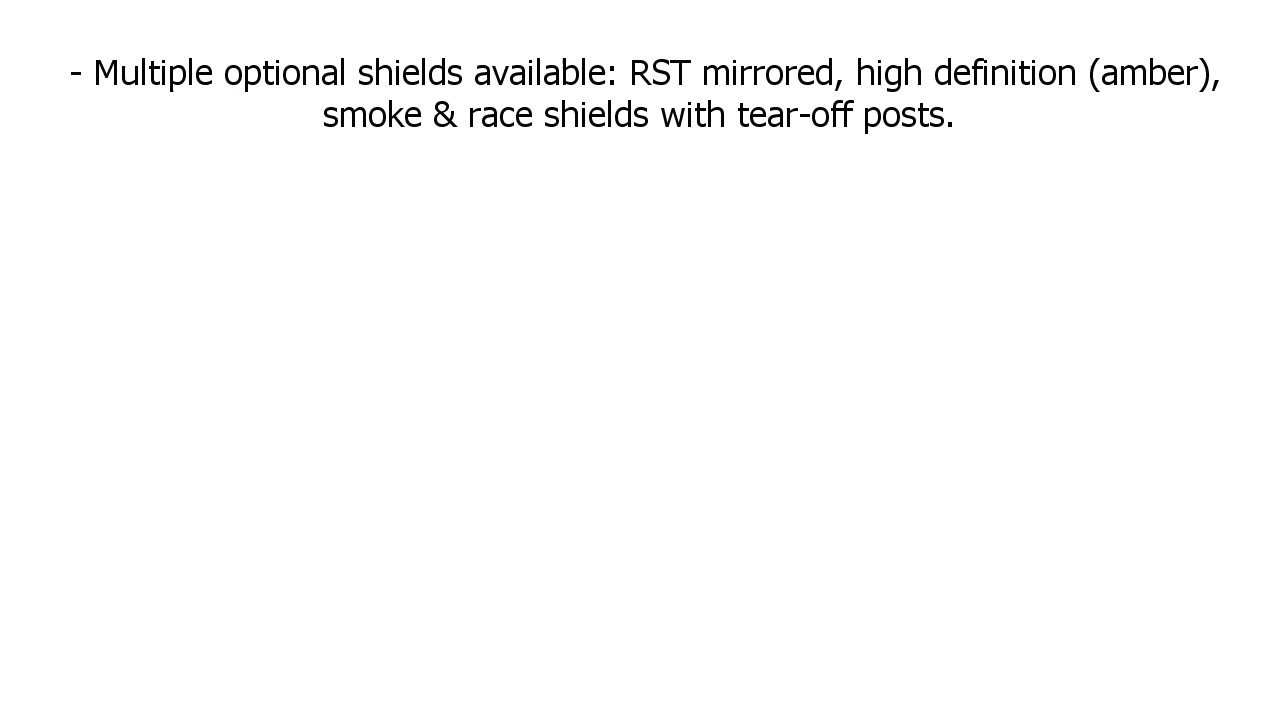 - Multiple optional shields available: RST mirrored, high definition (amber),
smoke & race shields with tear-off posts.